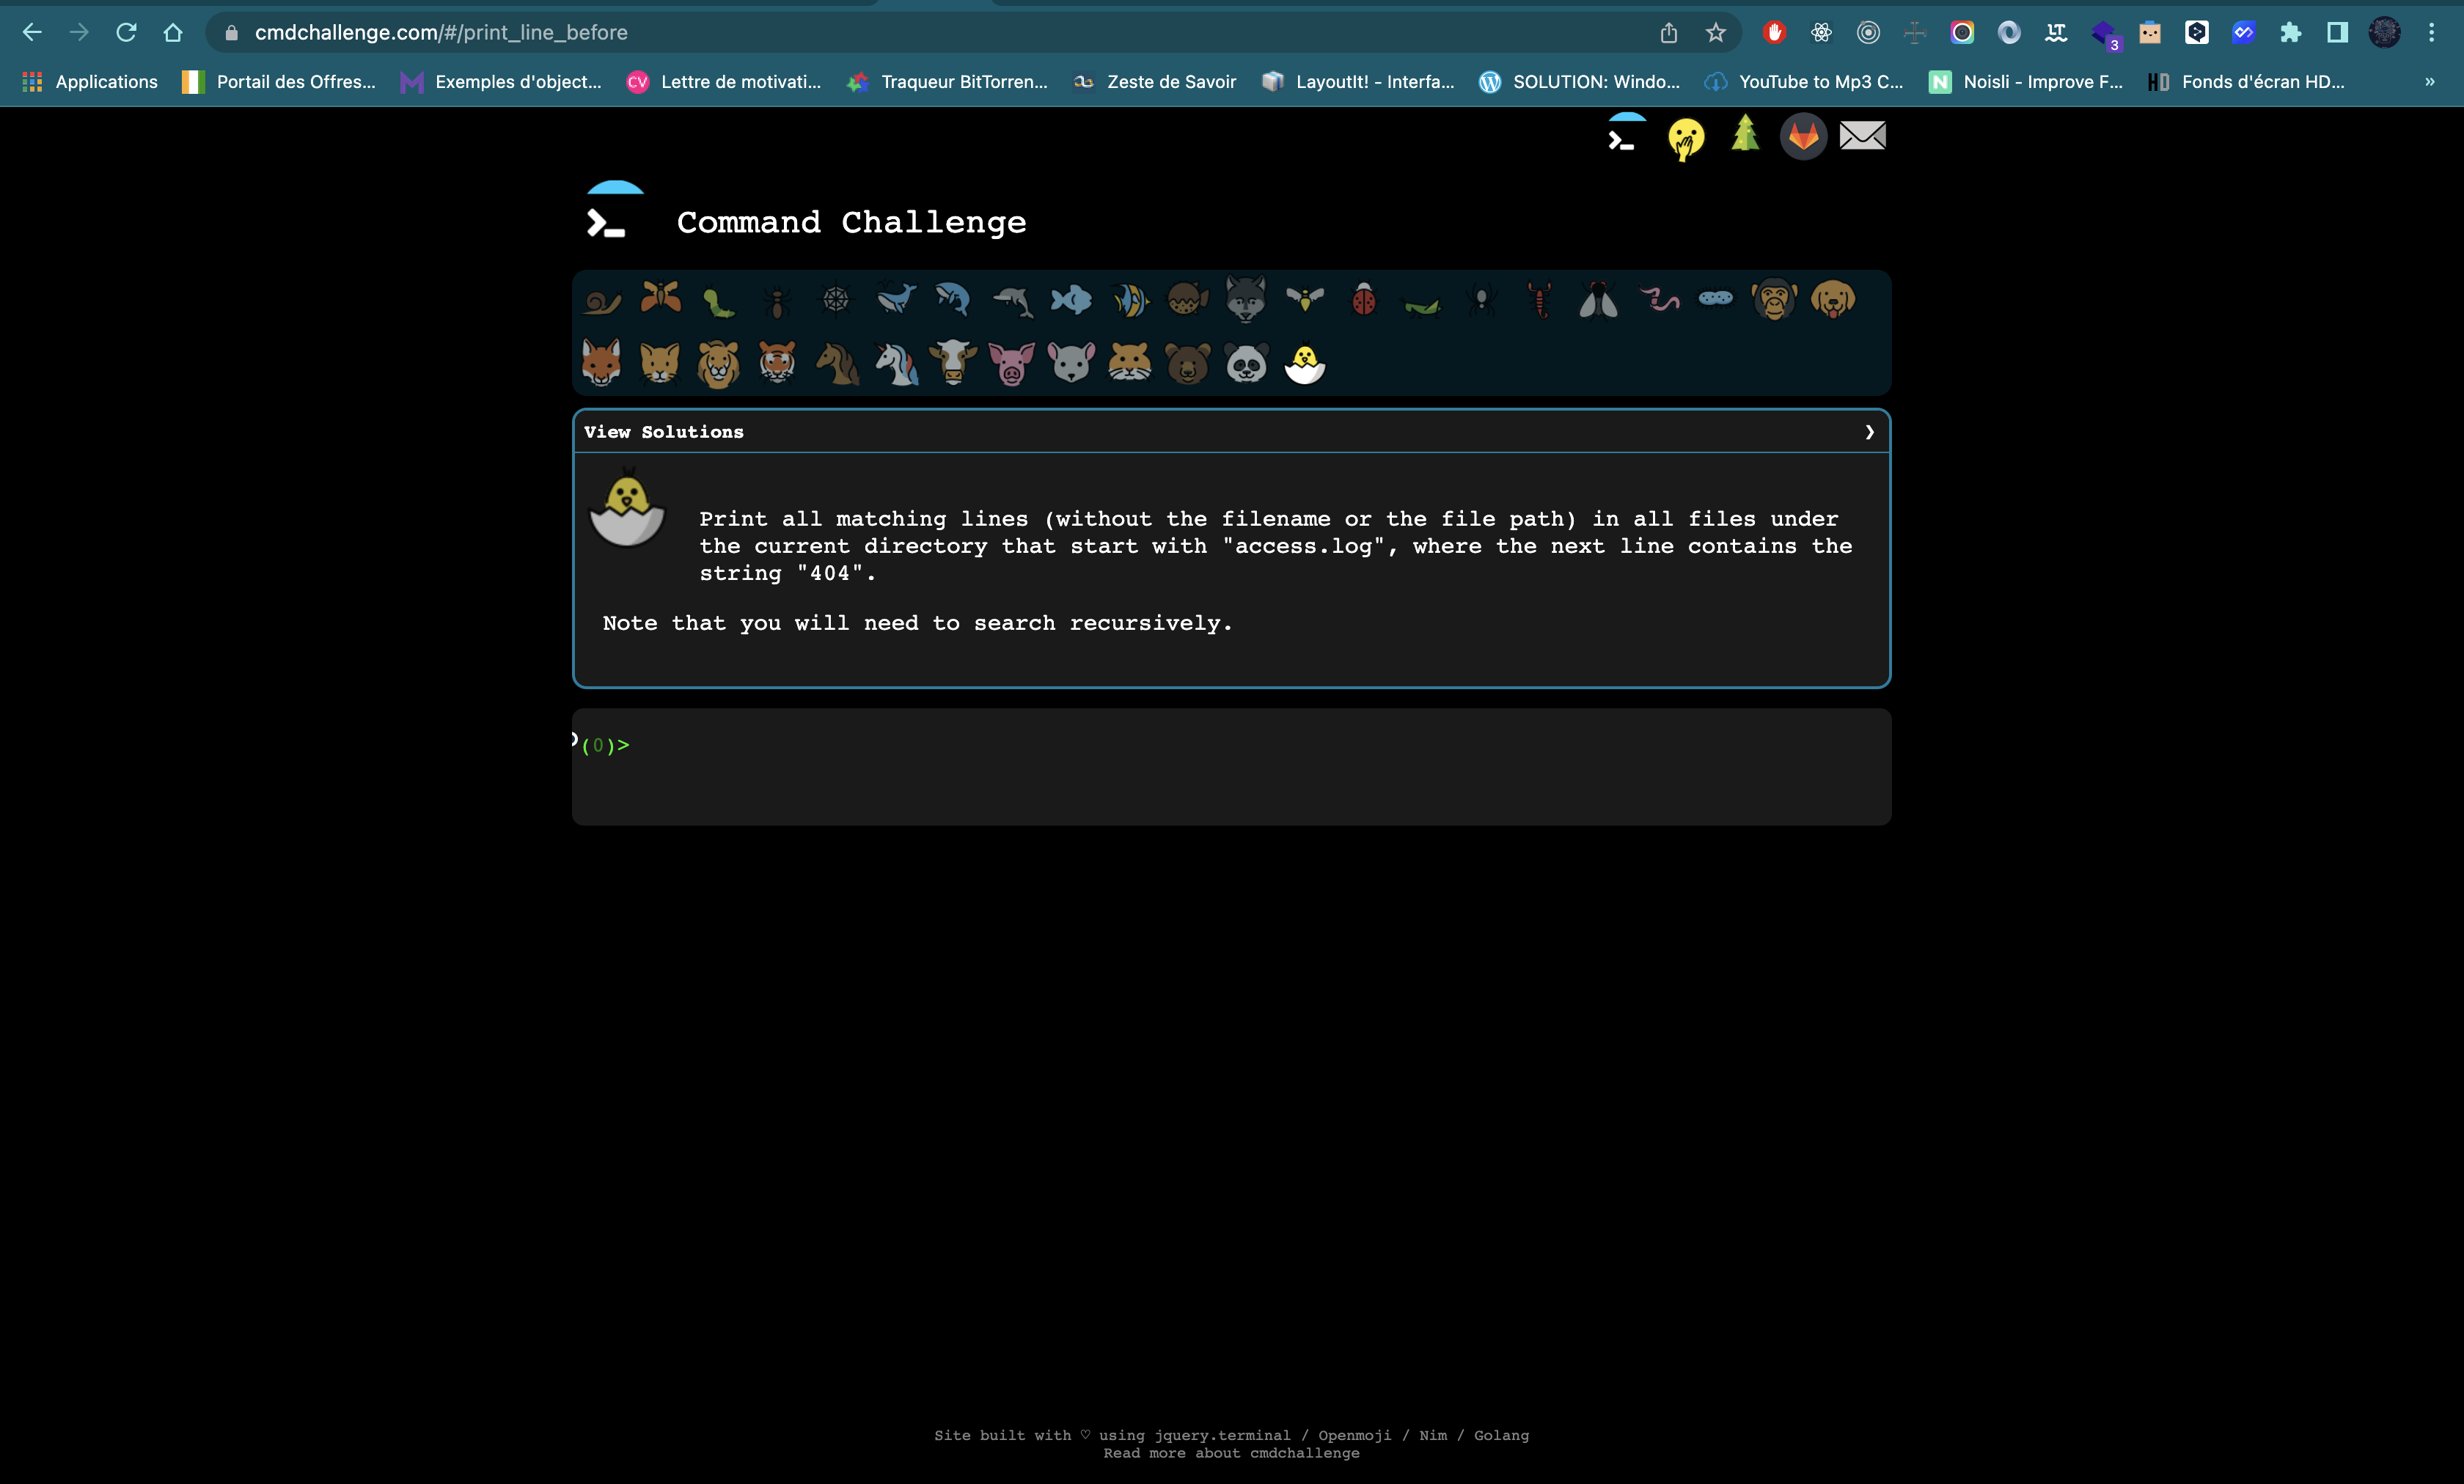 cmdchallenge.com/#/print_line_before
3
Applications
Portail des Offres...
Exemples d'object...
CV
Lettre de motivati...
Traqueur BitTorren...
Zeste de Savoir
LayoutIt! - Interfa...
SOLUTION: Windo...
YouTube to Mp3 C...
N
Noisli - Improve F...
HD
Fonds d'écran HD...
»
Command Challenge
View Solutions
Print all matching lines (without the filename or the file path) in all files under
the current directory that start with "access.log", where the next line contains the
string "404".
Note that you will need to search recursively.
(0)>
Site built with ♡ using jquery.terminal / Openmoji / Nim / Golang
Read more about cmdchallenge